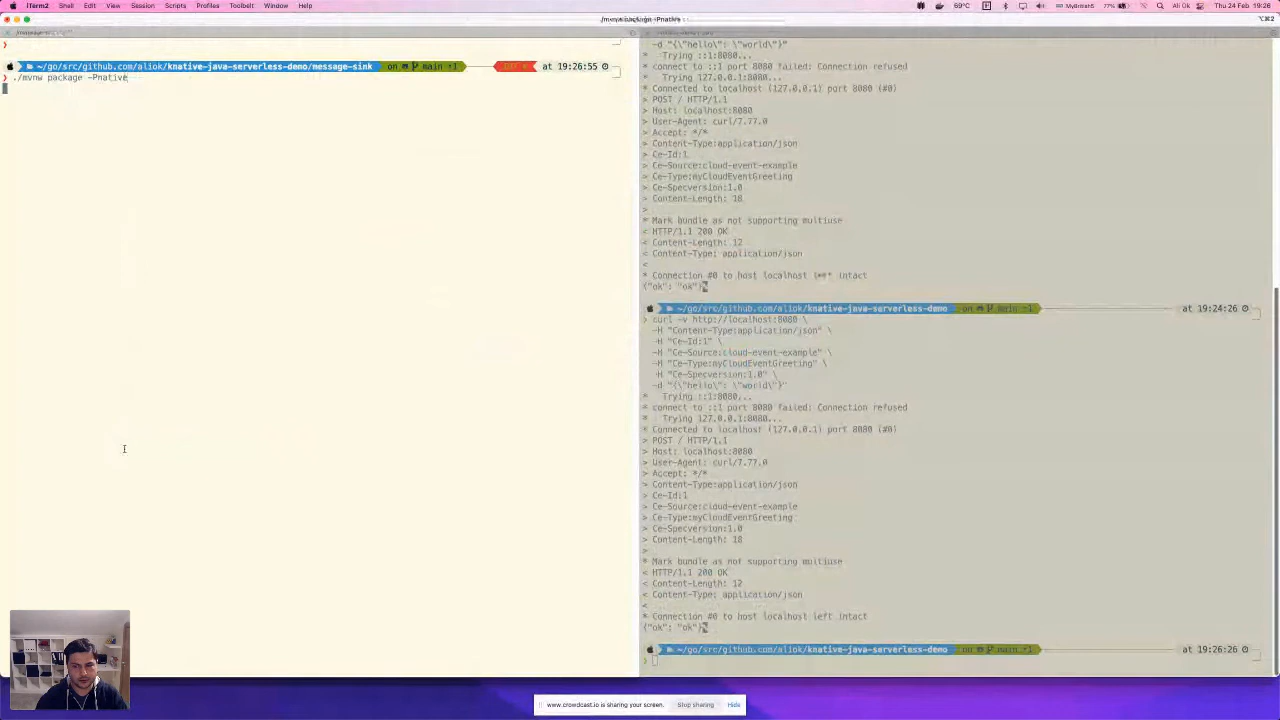 iTerm2 Shell Edit View Session Scripts Profiles Toolbelt Window Help
69°C
77%
Thu 24 Feb 19:26
⌥⌘2
~/go/src/github.com/aliok/knative-java-serverless-demo/message-sink on main ↑1
at 19:26:55
❯ ./mvnw package -Pnative
-d "{\"hello\": \"world\"}"
* Trying ::1:8080...
* connect to ::1 port 8080 failed: Connection refused
* Trying 127.0.0.1:8080...
* Connected to localhost (127.0.0.1) port 8080 (#0)
> POST / HTTP/1.1
> Host: localhost:8080
> User-Agent: curl/7.77.0
> Accept: */*
> Content-Type:application/json
> Ce-Id:1
> Ce-Source:cloud-event-example
> Ce-Type:myCloudEventGreeting
> Ce-Specversion:1.0
> Content-Length: 18
>
* Mark bundle as not supporting multiuse
< HTTP/1.1 200 OK
< Content-Length: 12
< Content-Type: application/json
<
* Connection #0 to host localhost left intact
{"ok": "ok"}
~/go/src/github.com/aliok/knative-java-serverless-demo on main ↑1
at 19:24:26
❯ curl -v http://localhost:8080 \
-H "Content-Type:application/json" \
-H "Ce-Id:1" \
-H "Ce-Source:cloud-event-example" \
-H "Ce-Type:myCloudEventGreeting" \
-H "Ce-Specversion:1.0" \
-d "{\"hello\": \"world\"}"
* Trying ::1:8080...
* connect to ::1 port 8080 failed: Connection refused
* Trying 127.0.0.1:8080...
* Connected to localhost (127.0.0.1) port 8080 (#0)
> POST / HTTP/1.1
> Host: localhost:8080
> User-Agent: curl/7.77.0
> Accept: */*
> Content-Type:application/json
> Ce-Id:1
> Ce-Source:cloud-event-example
> Ce-Type:myCloudEventGreeting
> Ce-Specversion:1.0
> Content-Length: 18
>
* Mark bundle as not supporting multiuse
< HTTP/1.1 200 OK
< Content-Length: 12
< Content-Type: application/json
<
* Connection #0 to host localhost left intact
{"ok": "ok"}
~/go/src/github.com/aliok/knative-java-serverless-demo on main ↑1
at 19:26:26
www.crowdcast.io is sharing your screen.
Stop sharing
Hide